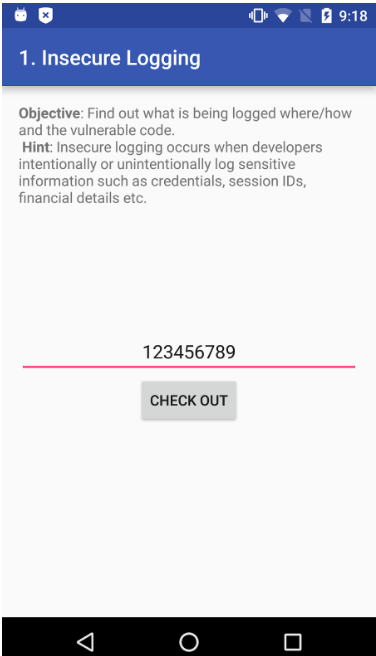 9:18
1. Insecure Logging
Objective: Find out what is being logged where/how
and the vulnerable code.
Hint: Insecure logging occurs when developers
intentionally or unintentionally log sensitive
information such as credentials, session IDs,
financial details etc.
123456789
CHECK OUT